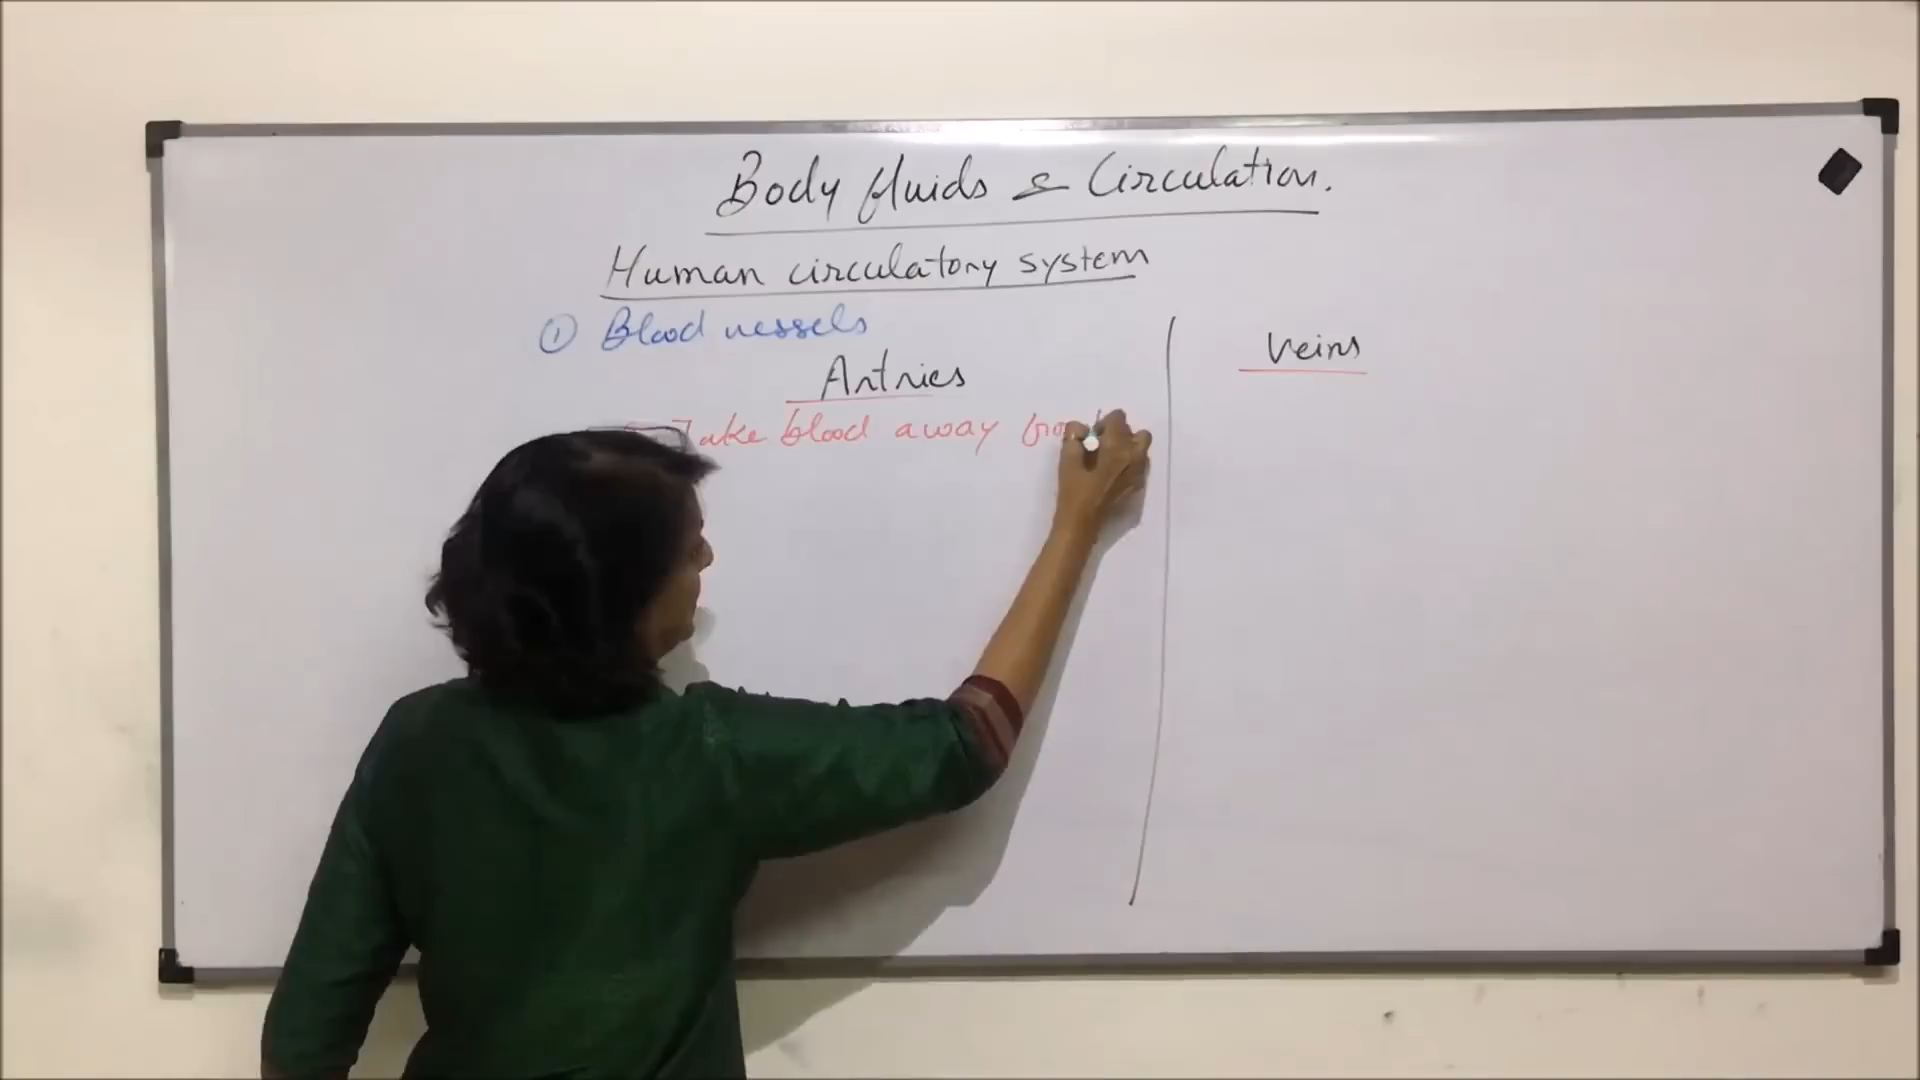 Body fluids & Circulation.
Human circulatory system
① Blood vessels
Artries
Veins
Take blood away